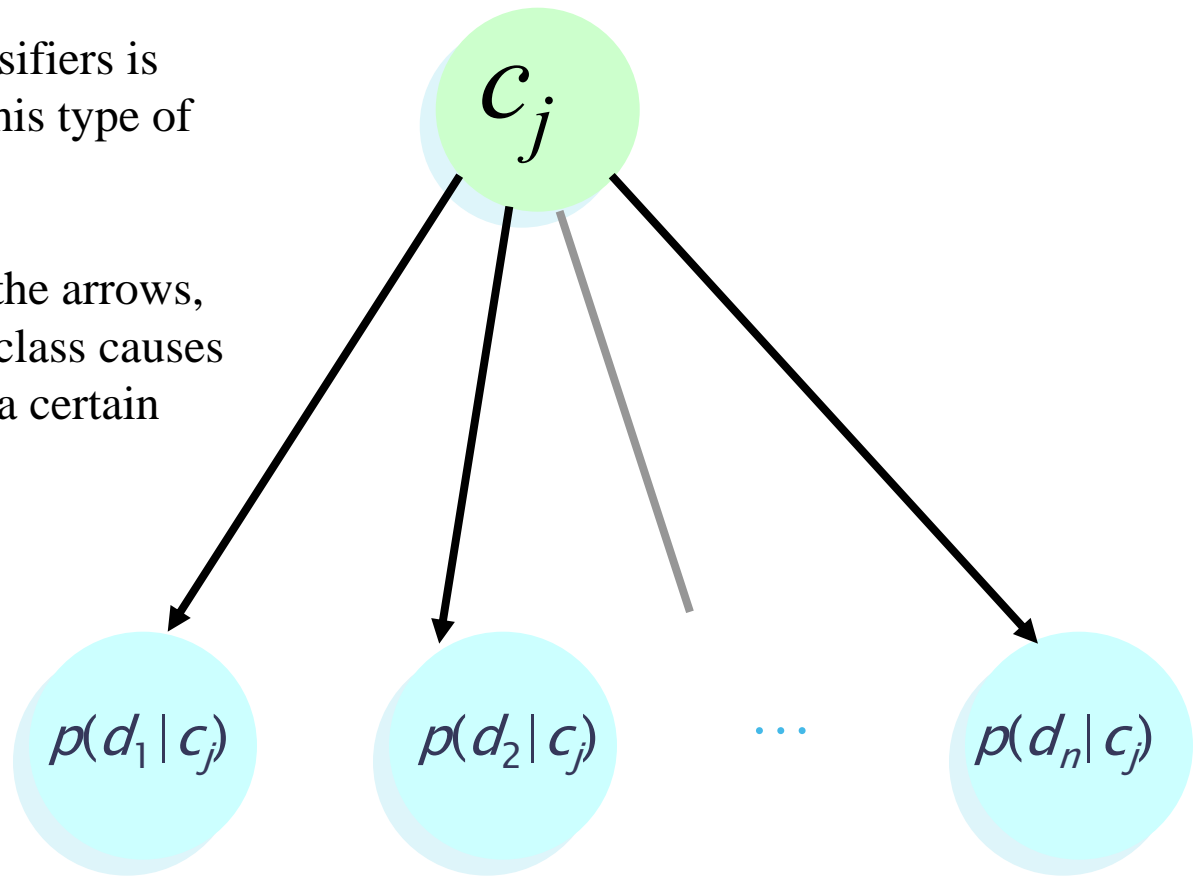 sifiers is
his type of
the arrows,
class causes
a certain
c_j
p(d_1|c_j)
p(d_2|c_j)
...
p(d_n|c_j)